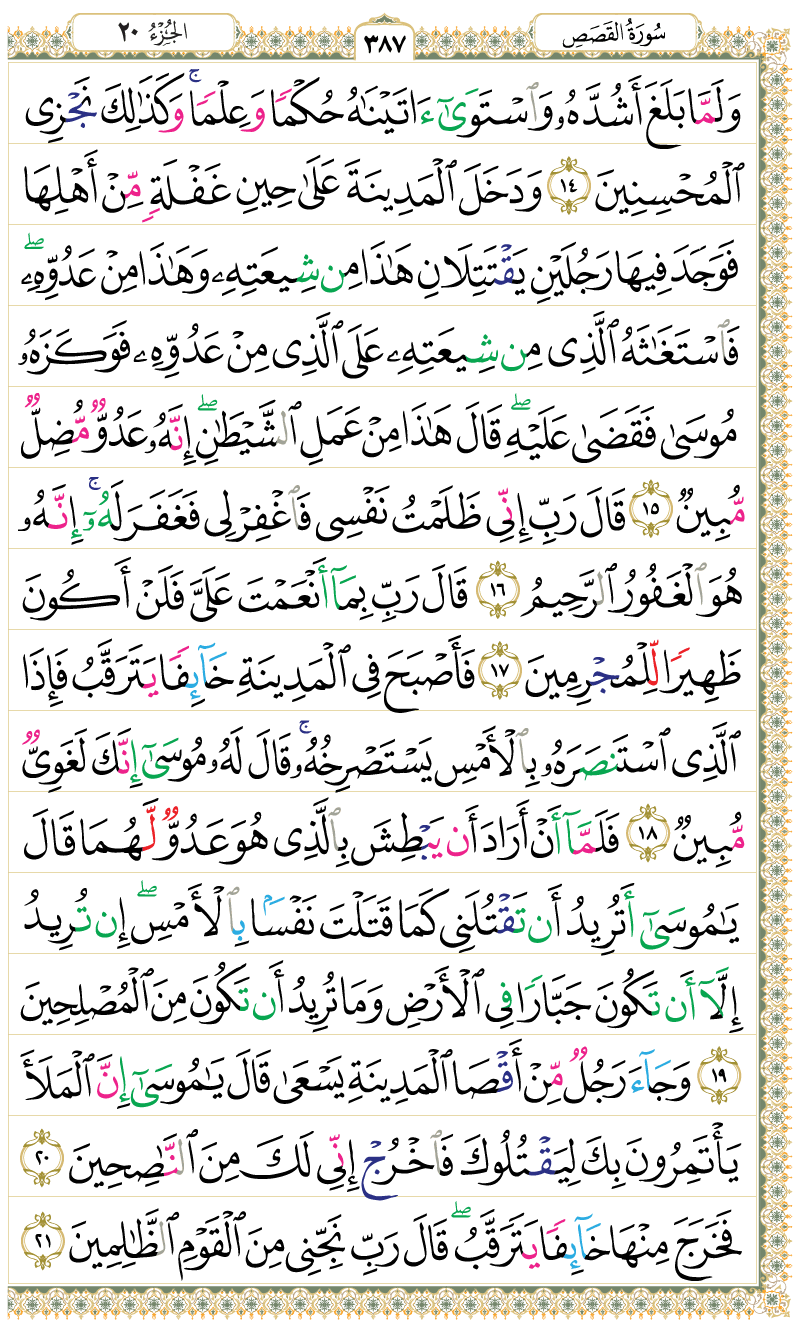 سُورَةُ القَصَصِ ٣٨٧ الجُزْءُ ٢٠
وَلَمَّا بَلَغَ أَشُدَّهُۥ وَٱسْتَوَىٰٓ ءَاتَيْنَـٰهُ حُكْمًا وَعِلْمًا ۚ وَكَذَٰلِكَ نَجْزِى
ٱلْمُحْسِنِينَ ١٤ وَدَخَلَ ٱلْمَدِينَةَ عَلَىٰ حِينِ غَفْلَةٍ مِّنْ أَهْلِهَا
فَوَجَدَ فِيهَا رَجُلَيْنِ يَقْتَتِلَانِ هَـٰذَا مِن شِيعَتِهِۦ وَهَـٰذَا مِنْ عَدُوِّهِۦ ۖ
فَٱسْتَغَـٰثَهُ ٱلَّذِى مِن شِيعَتِهِۦ عَلَى ٱلَّذِى مِنْ عَدُوِّهِۦ فَوَكَزَهُۥ
مُوسَىٰ فَقَضَىٰ عَلَيْهِ ۖ قَالَ هَـٰذَا مِنْ عَمَلِ ٱلشَّيْطَـٰنِ ۖ إِنَّهُۥ عَدُوٌّ مُّضِلٌّ
مُّبِينٌ ١٥ قَالَ رَبِّ إِنِّى ظَلَمْتُ نَفْسِى فَٱغْفِرْ لِى فَغَفَرَ لَهُۥٓ ۚ إِنَّهُۥ
هُوَ ٱلْغَفُورُ ٱلرَّحِيمُ ١٦ قَالَ رَبِّ بِمَآ أَنْعَمْتَ عَلَىَّ فَلَنْ أَكُونَ
ظَهِيرًا لِّلْمُجْرِمِينَ ١٧ فَأَصْبَحَ فِى ٱلْمَدِينَةِ خَآئِفًا يَتَرَقَّبُ فَإِذَا
ٱلَّذِى ٱسْتَنصَرَهُۥ بِٱلْأَمْسِ يَسْتَصْرِخُهُۥ ۚ قَالَ لَهُۥ مُوسَىٰٓ إِنَّكَ لَغَوِىٌّ
مُّبِينٌ ١٨ فَلَمَّآ أَنْ أَرَادَ أَن يَبْطِشَ بِٱلَّذِى هُوَ عَدُوٌّ لَّهُمَا قَالَ
يَـٰمُوسَىٰٓ أَتُرِيدُ أَن تَقْتُلَنِى كَمَا قَتَلْتَ نَفْسًۢا بِٱلْأَمْسِ ۖ إِن تُرِيدُ
إِلَّآ أَن تَكُونَ جَبَّارًا فِى ٱلْأَرْضِ وَمَا تُرِيدُ أَن تَكُونَ مِنَ ٱلْمُصْلِحِينَ
١٩ وَجَآءَ رَجُلٌ مِّنْ أَقْصَا ٱلْمَدِينَةِ يَسْعَىٰ قَالَ يَـٰمُوسَىٰٓ إِنَّ ٱلْمَلَأَ
يَأْتَمِرُونَ بِكَ لِيَقْتُلُوكَ فَٱخْرُجْ إِنِّى لَكَ مِنَ ٱلنَّـٰصِحِينَ ٢٠
فَخَرَجَ مِنْهَا خَآئِفًا يَتَرَقَّبُ ۖ قَالَ رَبِّ نَجِّنِى مِنَ ٱلْقَوْمِ ٱلظَّـٰلِمِينَ ٢١